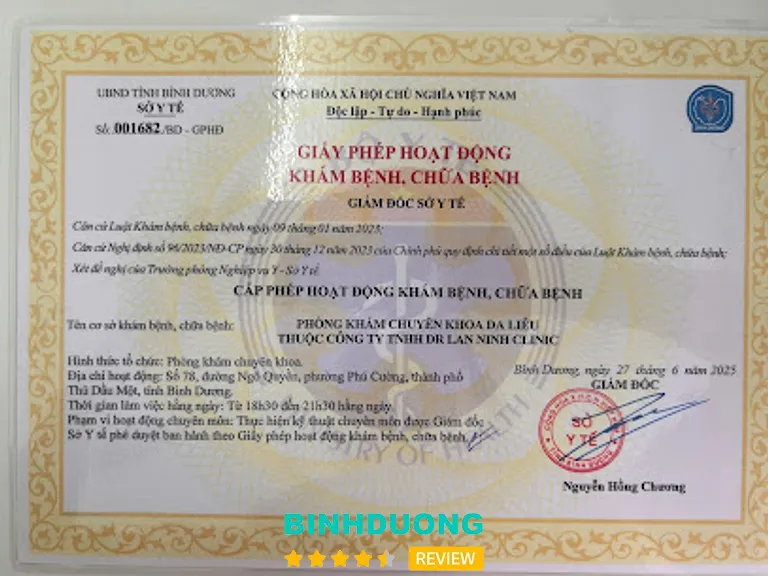 UBND TỈNH BÌNH DƯƠNG
SỞ Y TẾ
Số: 001682/BD - GPHĐ
CỘNG HÒA XÃ HỘI CHỦ NGHĨA VIỆT NAM
Độc lập - Tự do - Hạnh phúc
GIẤY PHÉP HOẠT ĐỘNG
KHÁM BỆNH, CHỮA BỆNH
GIÁM ĐỐC SỞ Y TẾ
Căn cứ Luật Khám bệnh, chữa bệnh ngày 09 tháng 01 năm 2023;
Căn cứ Nghị định số 96/2023/NĐ-CP ngày 30 tháng 12 năm 2023 của Chính phủ quy định chi tiết một số điều của Luật Khám bệnh, chữa bệnh;
Xét đề nghị của Trưởng phòng Nghiệp vụ Y - Sở Y tế
CẤP PHÉP HOẠT ĐỘNG KHÁM BỆNH, CHỮA BỆNH
Tên cơ sở khám bệnh, chữa bệnh: PHÒNG KHÁM CHUYÊN KHOA DA LIỄU
THUỘC CÔNG TY TNHH DR LAN NINH CLINIC
Hình thức tổ chức: Phòng khám chuyên khoa.
Địa chỉ hoạt động: Số 78, đường Ngô Quyền, phường Phú Cường, thành phố
Thủ Dầu Một, tỉnh Bình Dương.
Thời gian làm việc hằng ngày: Từ 18h30 đến 21h30 hằng ngày.
Phạm vi hoạt động chuyên môn: Thực hiện kỹ thuật chuyên môn được Giám đốc
Sở Y tế phê duyệt ban hành theo Giấy phép hoạt động khám bệnh, chữa bệnh.
Bình Dương, ngày 27 tháng 6 năm 2025
GIÁM ĐỐC
SỞ
Y TẾ
TỈNH BÌNH DƯƠNG
Nguyễn Hồng Chương
MINISTRY OF HEALTH
BINHDUONG
REVIEW